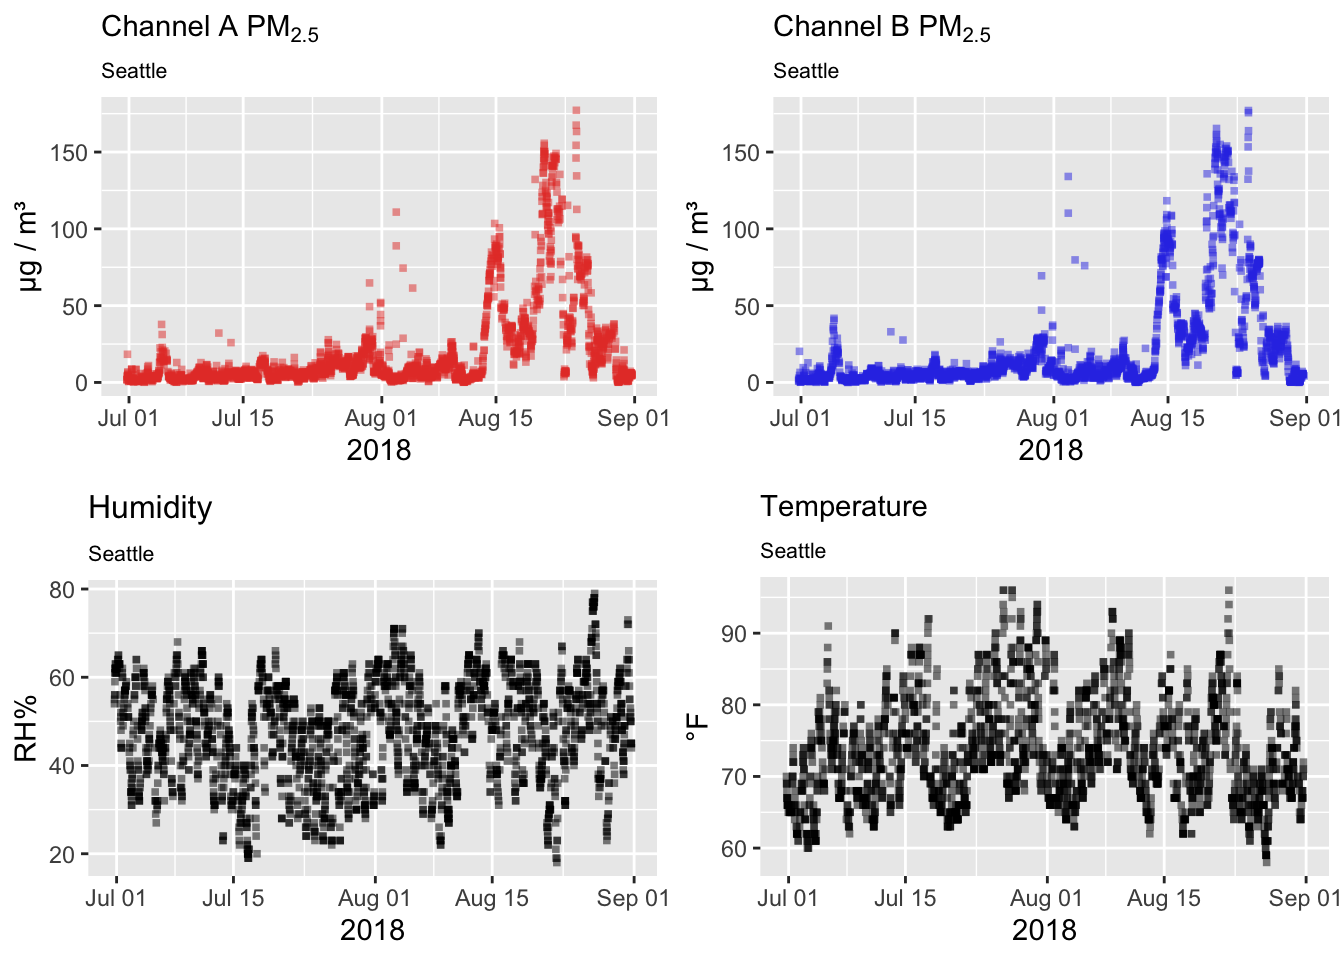 Channel A PM2.5
Seattle
µg / m³
150
100
50
0
Jul 01 Jul 15 Aug 01 Aug 15 Sep 01
2018
Channel B PM2.5
Seattle
µg / m³
150
100
50
0
Jul 01 Jul 15 Aug 01 Aug 15 Sep 01
2018
Humidity
Seattle
RH%
80
60
40
20
Jul 01 Jul 15 Aug 01 Aug 15 Sep 01
2018
Temperature
Seattle
°F
90
80
70
60
Jul 01 Jul 15 Aug 01 Aug 15 Sep 01
2018